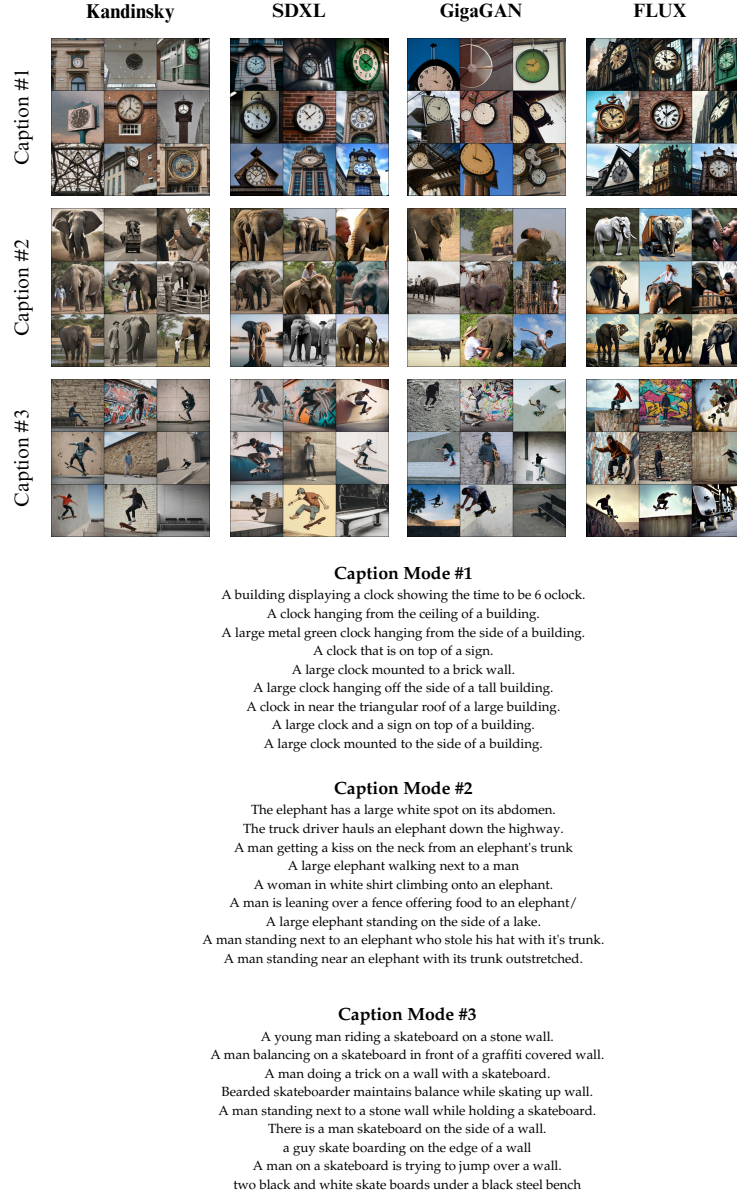 Kandinsky SDXL GigaGAN FLUX
Caption #1
Caption #2
Caption #3
Caption Mode #1
A building displaying a clock showing the time to be 6 oclock.
A clock hanging from the ceiling of a building.
A large metal green clock hanging from the side of a building.
A clock that is on top of a sign.
A large clock mounted to a brick wall.
A large clock hanging off the side of a tall building.
A clock in near the triangular roof of a large building.
A large clock and a sign on top of a building.
A large clock mounted to the side of a building.
Caption Mode #2
The elephant has a large white spot on its abdomen.
The truck driver hauls an elephant down the highway.
A man getting a kiss on the neck from an elephant's trunk
A large elephant walking next to a man
A woman in white shirt climbing onto an elephant.
A man is leaning over a fence offering food to an elephant/
A large elephant standing on the side of a lake.
A man standing next to an elephant who stole his hat with it's trunk.
A man standing near an elephant with its trunk outstretched.
Caption Mode #3
A young man riding a skateboard on a stone wall.
A man balancing on a skateboard in front of a graffiti covered wall.
A man doing a trick on a wall with a skateboard.
Bearded skateboarder maintains balance while skating up wall.
A man standing next to a stone wall while holding a skateboard.
There is a man skateboard on the side of a wall.
a guy skate boarding on the edge of a wall
A man on a skateboard is trying to jump over a wall.
two black and white skate boards under a black steel bench